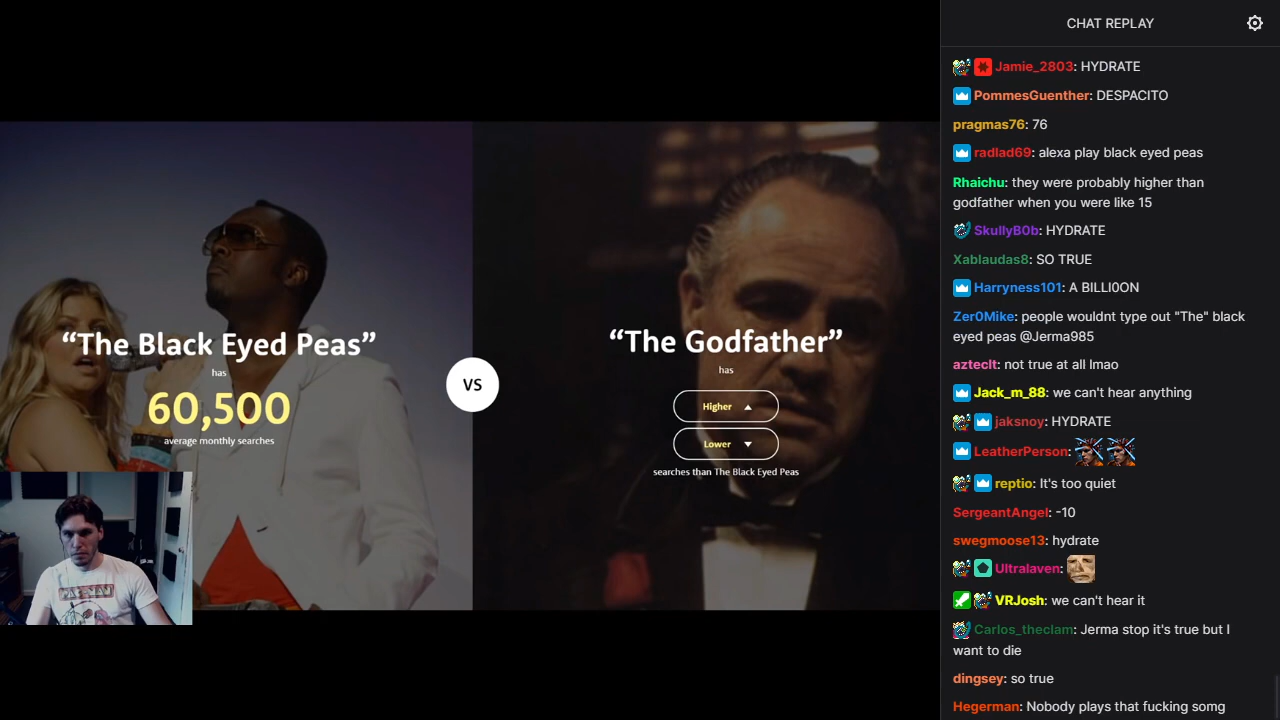 CHAT REPLAY
Jamie_2803: HYDRATE
PommesGuenther: DESPACITO
pragmas76: 76
radlad69: alexa play black eyed peas
Rhaichu: they were probably higher than
godfather when you were like 15
SkullyB0b: HYDRATE
Xablaudas8: SO TRUE
Harryness101: A BILLI0ON
Zer0Mike: people wouldnt type out "The" black
eyed peas @Jerma985
azteclt: not true at all lmao
Jack_m_88: we can't hear anything
jaksnoy: HYDRATE
LeatherPerson:
reptio: It's too quiet
SergeantAngel: -10
swegmoose13: hydrate
Ultralaven:
VRJosh: we can't hear it
Carlos_theclam: Jerma stop it's true but I
want to die
dingsey: so true
Hegerman: Nobody plays that fucking somg
“The Black Eyed Peas”
has
60,500
average monthly searches
VS
“The Godfather”
has
Higher
Lower
searches than The Black Eyed Peas
PAC-MAN